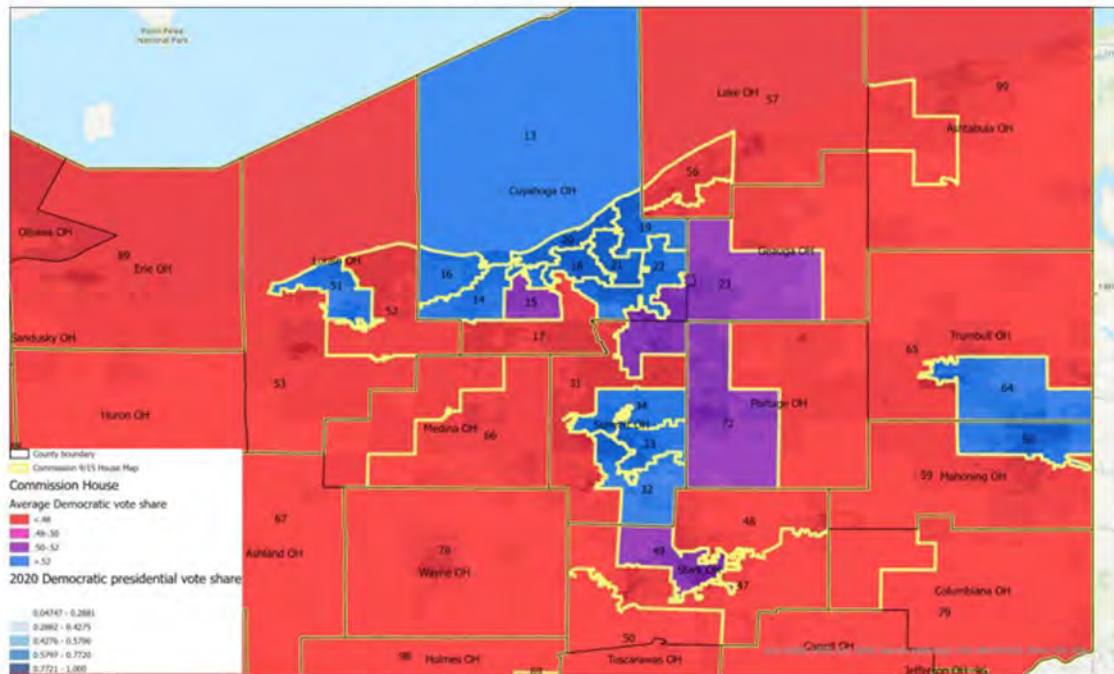 Point Pelee
National Park
Lake OH
57
99
Ashtabula OH
13
Cuyahoga OH
56
Ottawa OH
89
Erie OH
Lorain OH
51
52
16
14
15
20
18
21
19
22
Geauga OH
23
Sandusky OH
17
Trumbull OH
65
64
53
31
Huron OH
Medina OH
66
34
Summit OH
33
72
Portage OH
59
Mahoning OH
32
67
Ashland OH
78
Wayne OH
48
49
Stark OH
47
Columbiana OH
79
50
Tuscarawas OH
Carroll OH
98
Holmes OH
Jefferson OH
96
County boundary
Commission 9/15 House Map
Commission House
Average Democratic vote share
<.48
.48-.50
.50-.52
>.52
2020 Democratic presidential vote share
0.04747 - 0.2881
0.2882 - 0.4275
0.4276 - 0.5796
0.5797 - 0.7720
0.7721 - 1.000